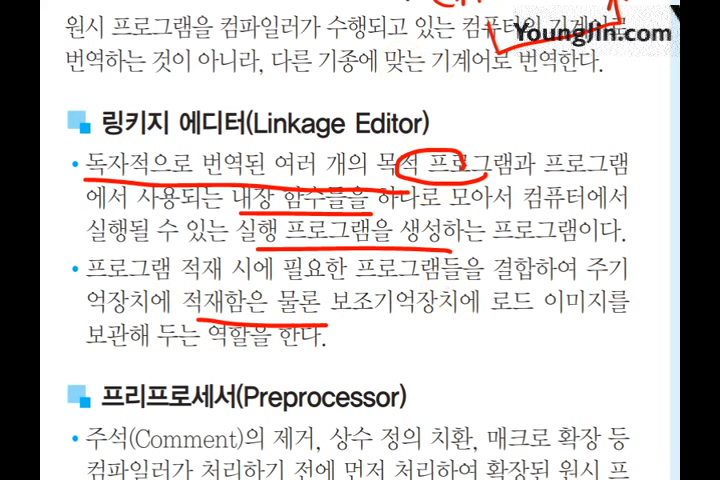 원시 프로그램을 컴파일러가 수행되고 있는 컴퓨터의 기계어로
Younglin.com
번역하는 것이 아니라, 다른 기종에 맞는 기계어로 번역한다.
링키지 에디터(Linkage Editor)
• 독자적으로 번역된 여러 개의 목적 프로그램과 프로그램
에서 사용되는 내장 함수들을 하나로 모아서 컴퓨터에서
실행될 수 있는 실행 프로그램을 생성하는 프로그램이다.
• 프로그램 적재 시에 필요한 프로그램들을 결합하여 주기
억장치에 적재함은 물론 보조기억장치에 로드 이미지를
보관해 두는 역할을 한다.
프리프로세서(Preprocessor)
• 주석(Comment)의 제거, 상수 정의 치환, 매크로 확장 등
컴파일러가 처리하기 전에 먼저 처리하여 확장된 원시 프